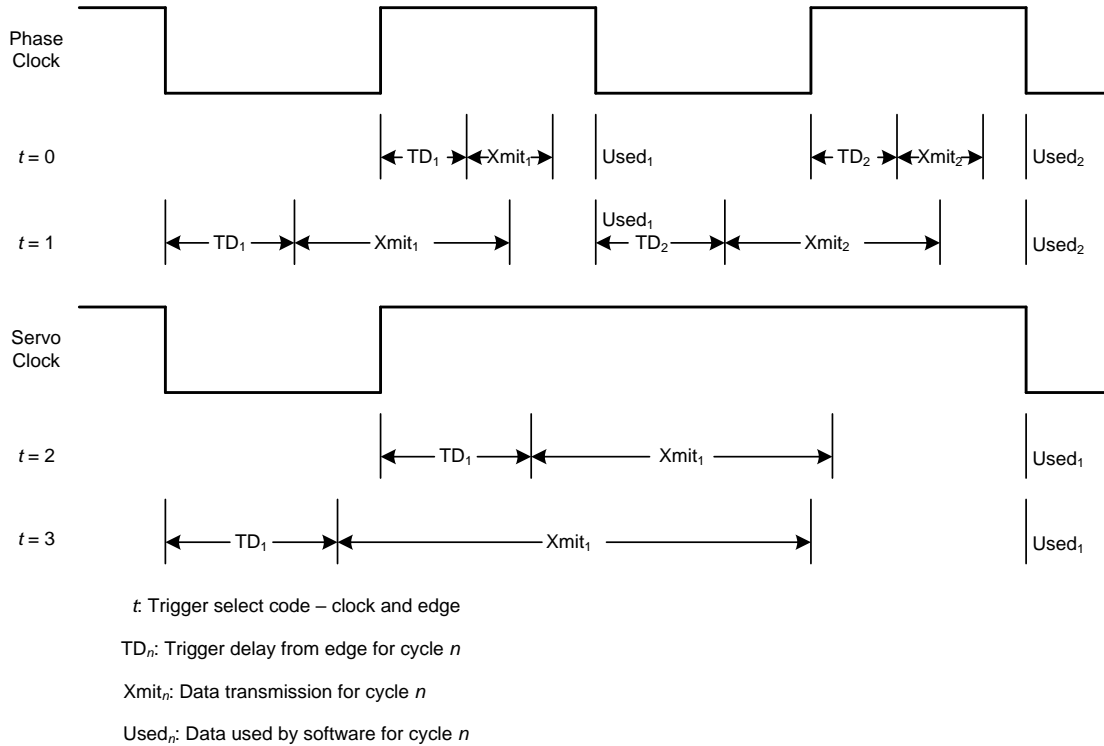 Phase
Clock
t = 0
TD₁ Xmit₁ Used₁ TD₂ Xmit₂ Used₂
t = 1
TD₁ Xmit₁ Used₁ TD₂ Xmit₂ Used₂
Servo
Clock
t = 2
TD₁ Xmit₁ Used₁
t = 3
TD₁ Xmit₁ Used₁
t: Trigger select code – clock and edge
TDₙ: Trigger delay from edge for cycle n
Xmitₙ: Data transmission for cycle n
Usedₙ: Data used by software for cycle n